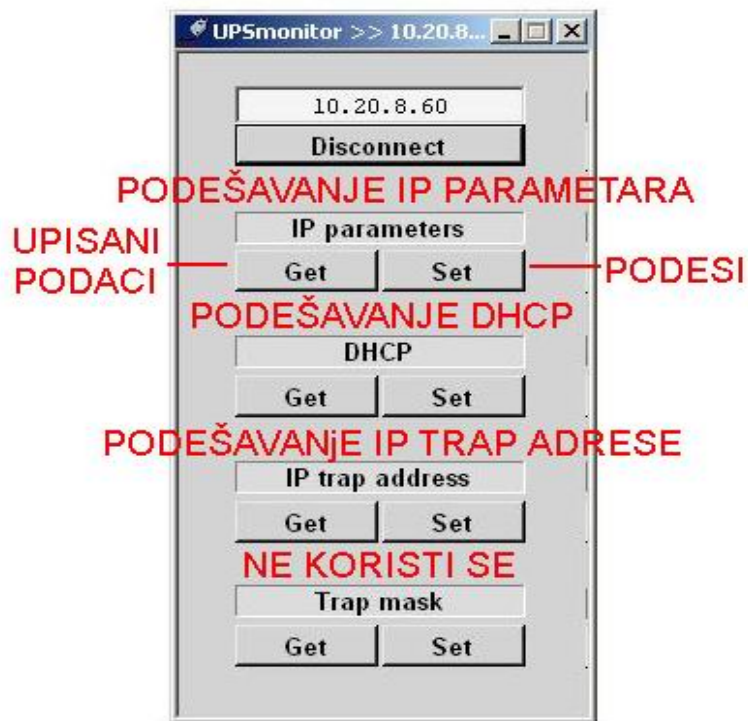 UPSmonitor >> 10.20.8...
10.20.8.60
Disconnect
PODEŠAVANJE IP PARAMETARA
IP parameters
UPISANI
PODACI
Get Set
PODESI
PODEŠAVANJE DHCP
DHCP
Get Set
PODEŠAVANjE IP TRAP ADRESE
IP trap address
Get Set
NE KORISTI SE
Trap mask
Get Set